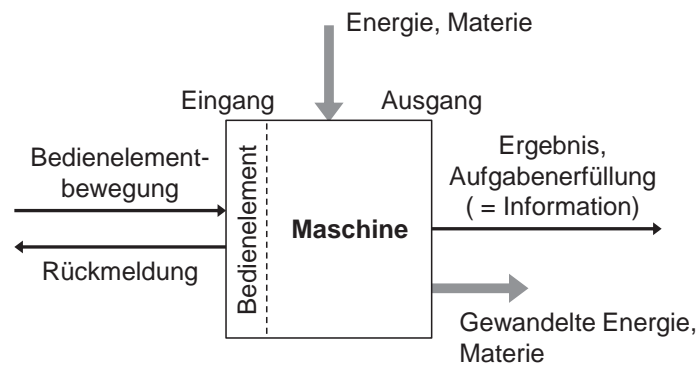 Energie, Materie
Eingang
Ausgang
Bedienelement-
bewegung
Rückmeldung
Bedienelement
Maschine
Ergebnis,
Aufgabenerfüllung
( = Information)
Gewandelte Energie,
Materie